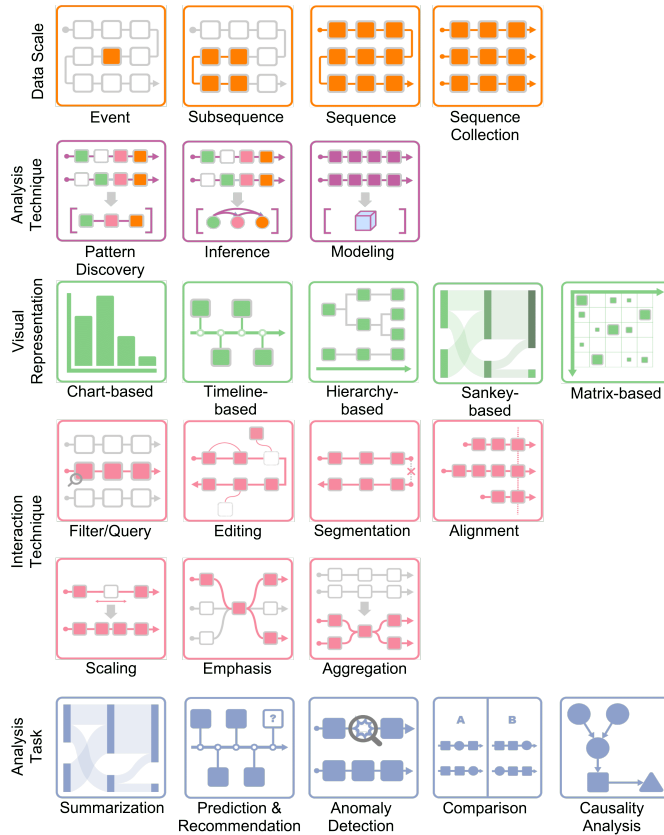 Data Scale
Event
Subsequence
Sequence
Sequence
Collection
Analysis
Technique
Pattern
Discovery
Inference
Modeling
Visual
Representation
Chart-based
Timeline-
based
Hierarchy-
based
Sankey-
based
Matrix-based
Interaction
Technique
Filter/Query
Editing
Segmentation
Alignment
Scaling
Emphasis
Aggregation
Analysis
Task
?
A
B
Summarization
Prediction &
Recommendation
Anomaly
Detection
Comparison
Causality
Analysis